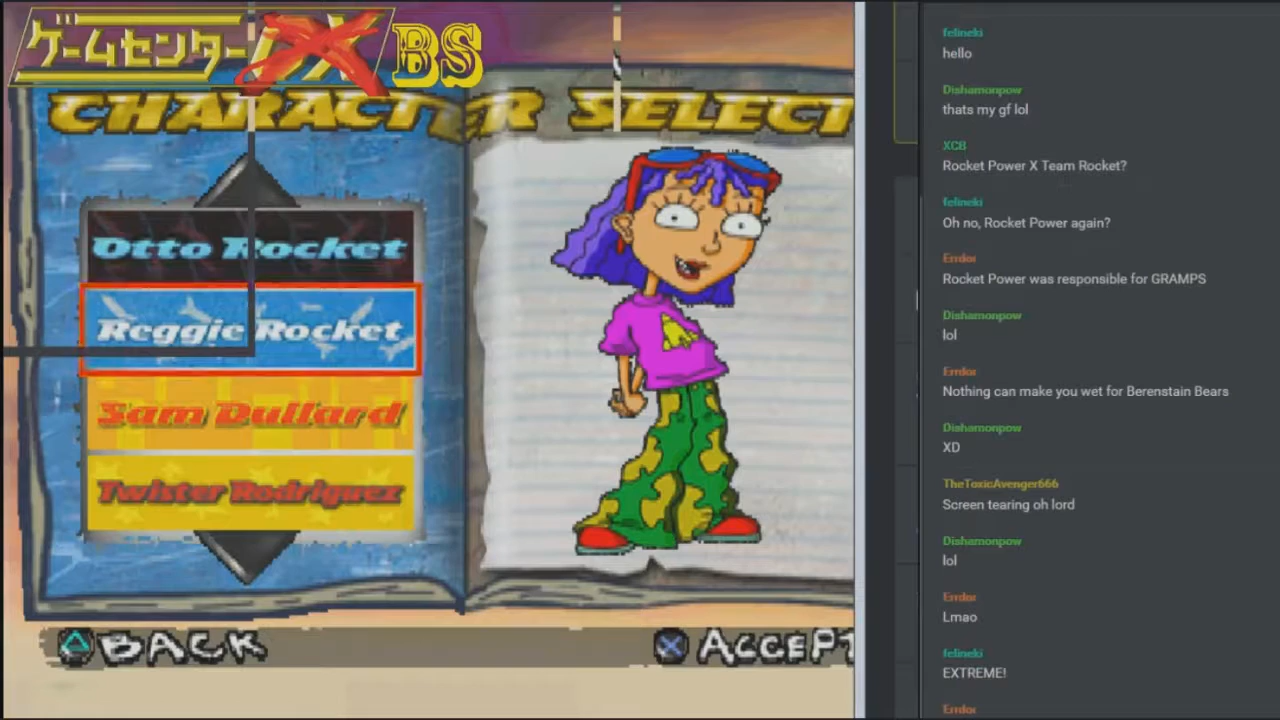 ゲームセンターDX BS
CHARACTER SELECT
Otto Rocket
Reggie Rocket
Sam Dullard
Twister Rodriguez
BACK
ACCEPT
felineki
hello
Dishamonpow
thats my gf lol
XCB
Rocket Power X Team Rocket?
felineki
Oh no, Rocket Power again?
Errdor
Rocket Power was responsible for GRAMPS
Dishamonpow
lol
Errdor
Nothing can make you wet for Berenstain Bears
Dishamonpow
XD
TheToxicAvenger666
Screen tearing oh lord
Dishamonpow
lol
Errdor
Lmao
felineki
EXTREME!
Errdor